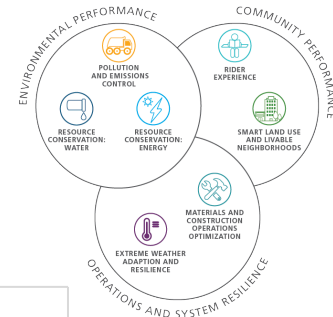 ENVIRONMENTAL PERFORMANCE
COMMUNITY PERFORMANCE
POLLUTION
AND EMISSIONS
CONTROL
RIDER
EXPERIENCE
RESOURCE
CONSERVATION:
WATER
RESOURCE
CONSERVATION:
ENERGY
SMART LAND USE
AND LIVABLE
NEIGHBORHOODS
MATERIALS AND
CONSTRUCTION
OPERATIONS
OPTIMIZATION
EXTREME WEATHER
ADAPTION AND
RESILIENCE
OPERATIONS AND SYSTEM RESILIENCE